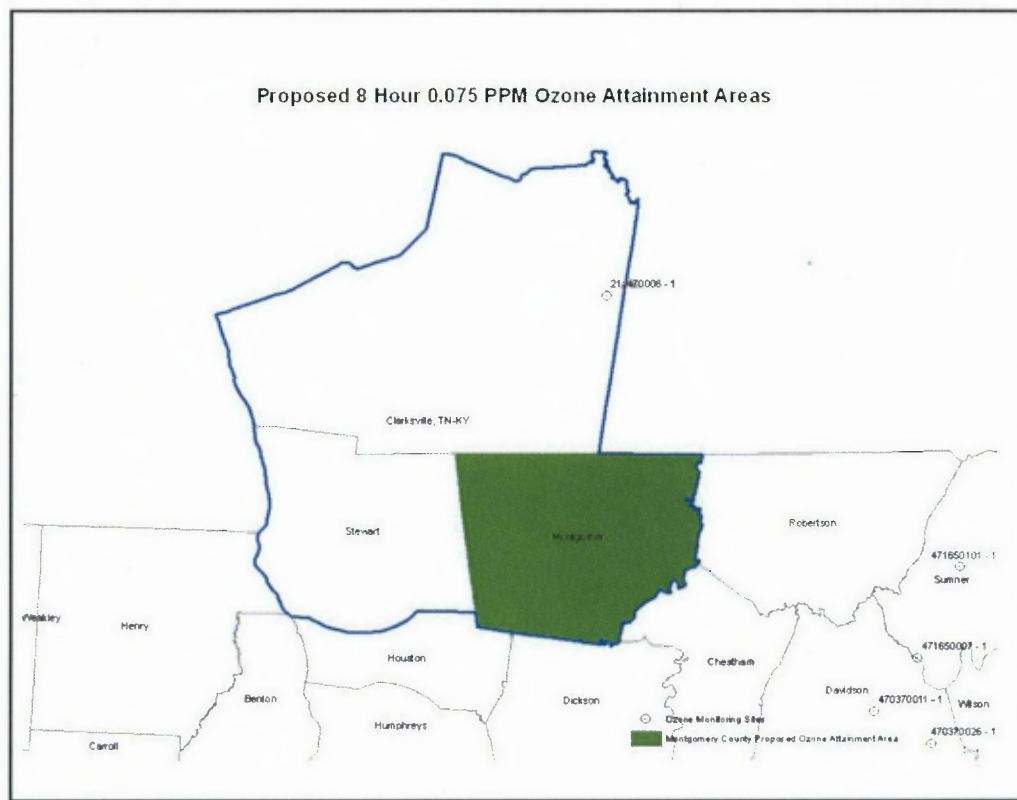 Proposed 8 Hour 0.075 PPM Ozone Attainment Areas
Clarksville, TN-KY
Stewart
Robertson
471650101 - 1
Sumner
Weakley
Henry
Houston
471650007 - 1
Cheatham
Benton
Dickson
Davidson
470370011 - 1
Wilson
Humphreys
Ozone Monitoring Sites
Carroll
Montgomery County Proposed Ozone Attainment Area
470370026 - 1